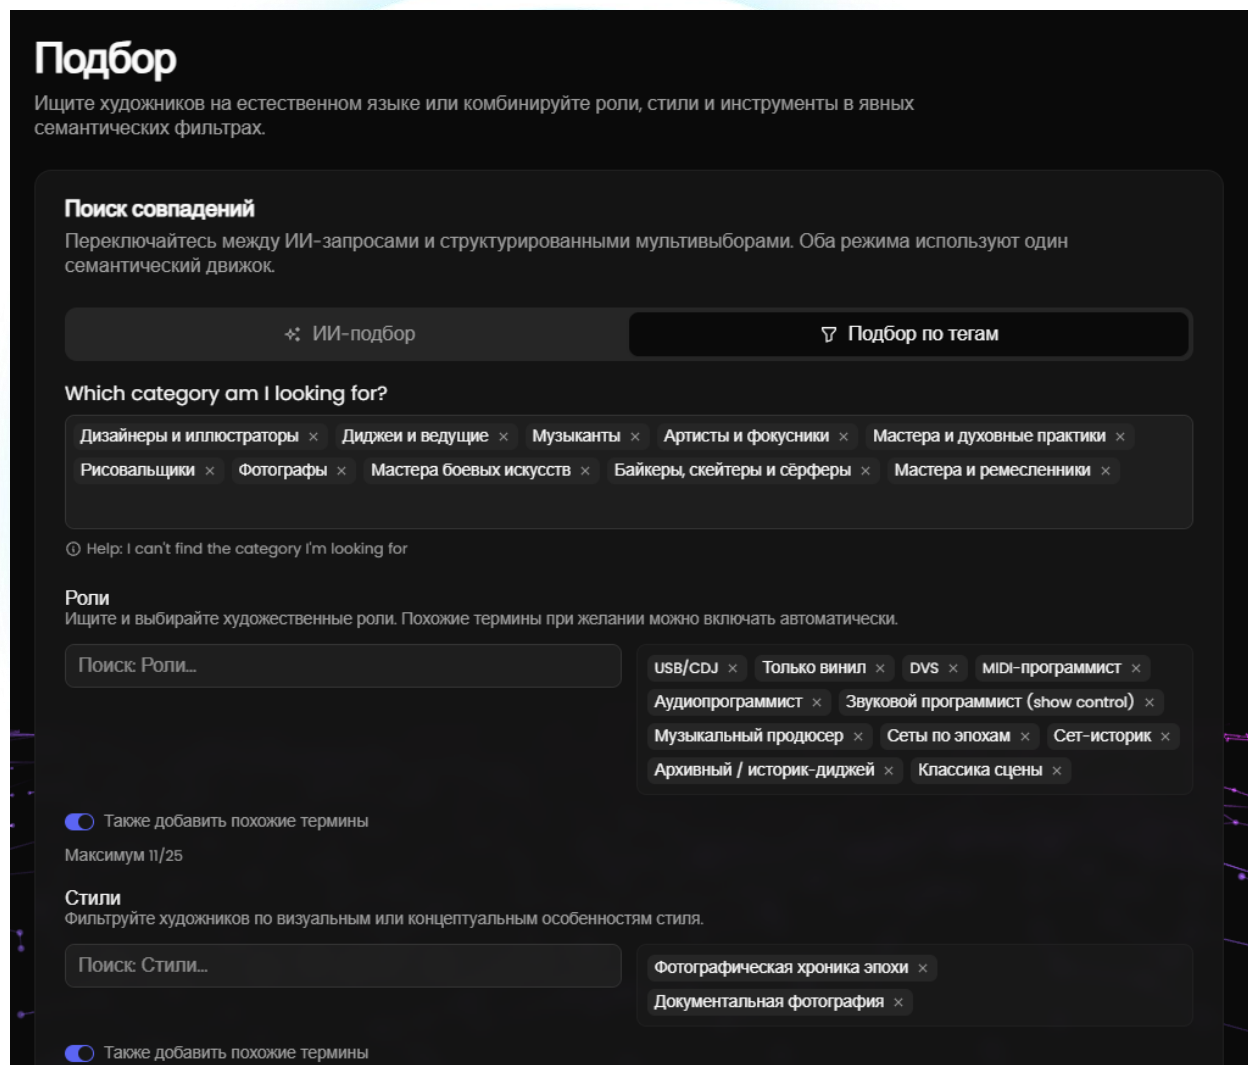 Подбор
Ищите художников на естественном языке или комбинируйте роли, стили и инструменты в явных
семантических фильтрах.
Поиск совпадений
Переключайтесь между ИИ-запросами и структурированными мультивыборами. Оба режима используют один
семантический движок.
ИИ-подбор
Подбор по тегам
Which category am I looking for?
Дизайнеры и иллюстраторы × Диджеи и ведущие × Музыканты × Артисты и фокусники × Мастера и духовные практики ×
Рисовальщики × Фотографы × Мастера боевых искусств × Байкеры, скейтеры и сёрферы × Мастера и ремесленники ×
Help: I can't find the category I'm looking for
Роли
Ищите и выбирайте художественные роли. Похожие термины при желании можно включать автоматически.
Поиск: Роли...
USB/CDJ × Только винил × DVS × MIDI-программист ×
Аудиопрограммист × Звуковой программист (show control) ×
Музыкальный продюсер × Сеты по эпохам × Сет-историк ×
Архивный / историк-диджей × Классика сцены ×
Также добавить похожие термины
Максимум 11/25
Стили
Фильтруйте художников по визуальным или концептуальным особенностям стиля.
Поиск: Стили...
Фотографическая хроника эпохи ×
Документальная фотография ×
Также добавить похожие термины